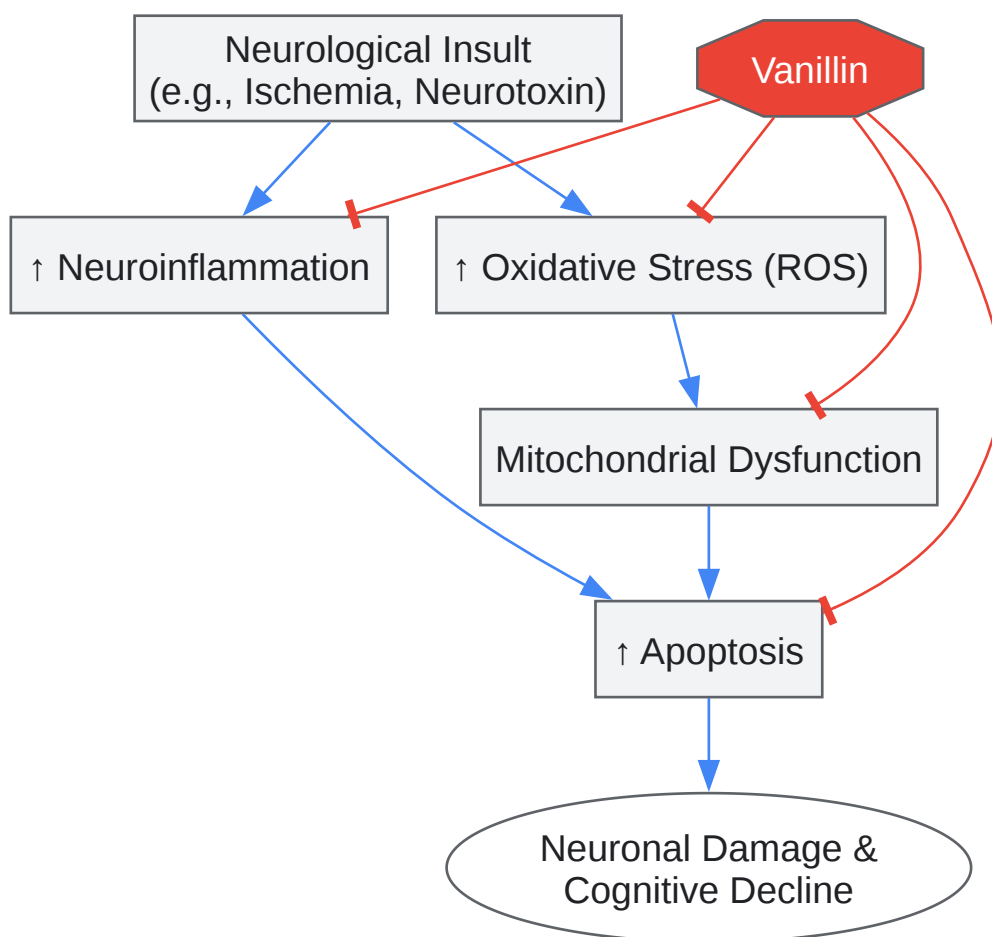 Neurological Insult
(e.g., Ischemia, Neurotoxin)
Vanillin
↑ Neuroinflammation
↑ Oxidative Stress (ROS)
Mitochondrial Dysfunction
↑ Apoptosis
Neuronal Damage &
Cognitive Decline